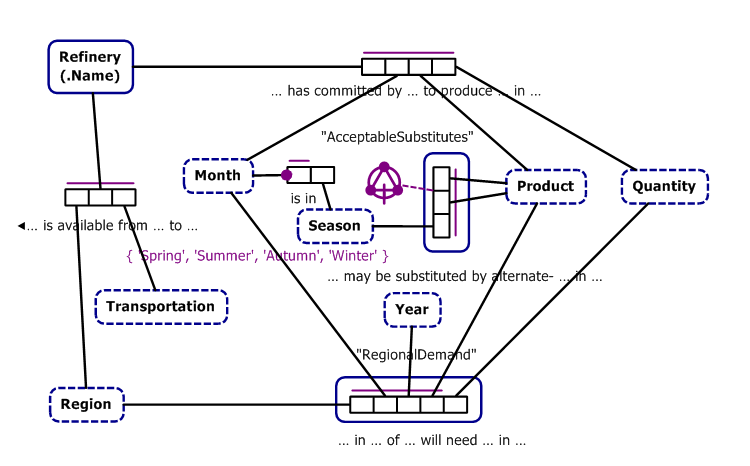 Refinery
(.Name)
... has committed by ... to produce ... in ...
"AcceptableSubstitutes"
Month
Product
Quantity
is in
Season
◄... is available from ... to ...
{ 'Spring', 'Summer', 'Autumn', 'Winter' }
... may be substituted by alternate- ... in ...
Transportation
Year
"RegionalDemand"
Region
... in ... of ... will need ... in ...